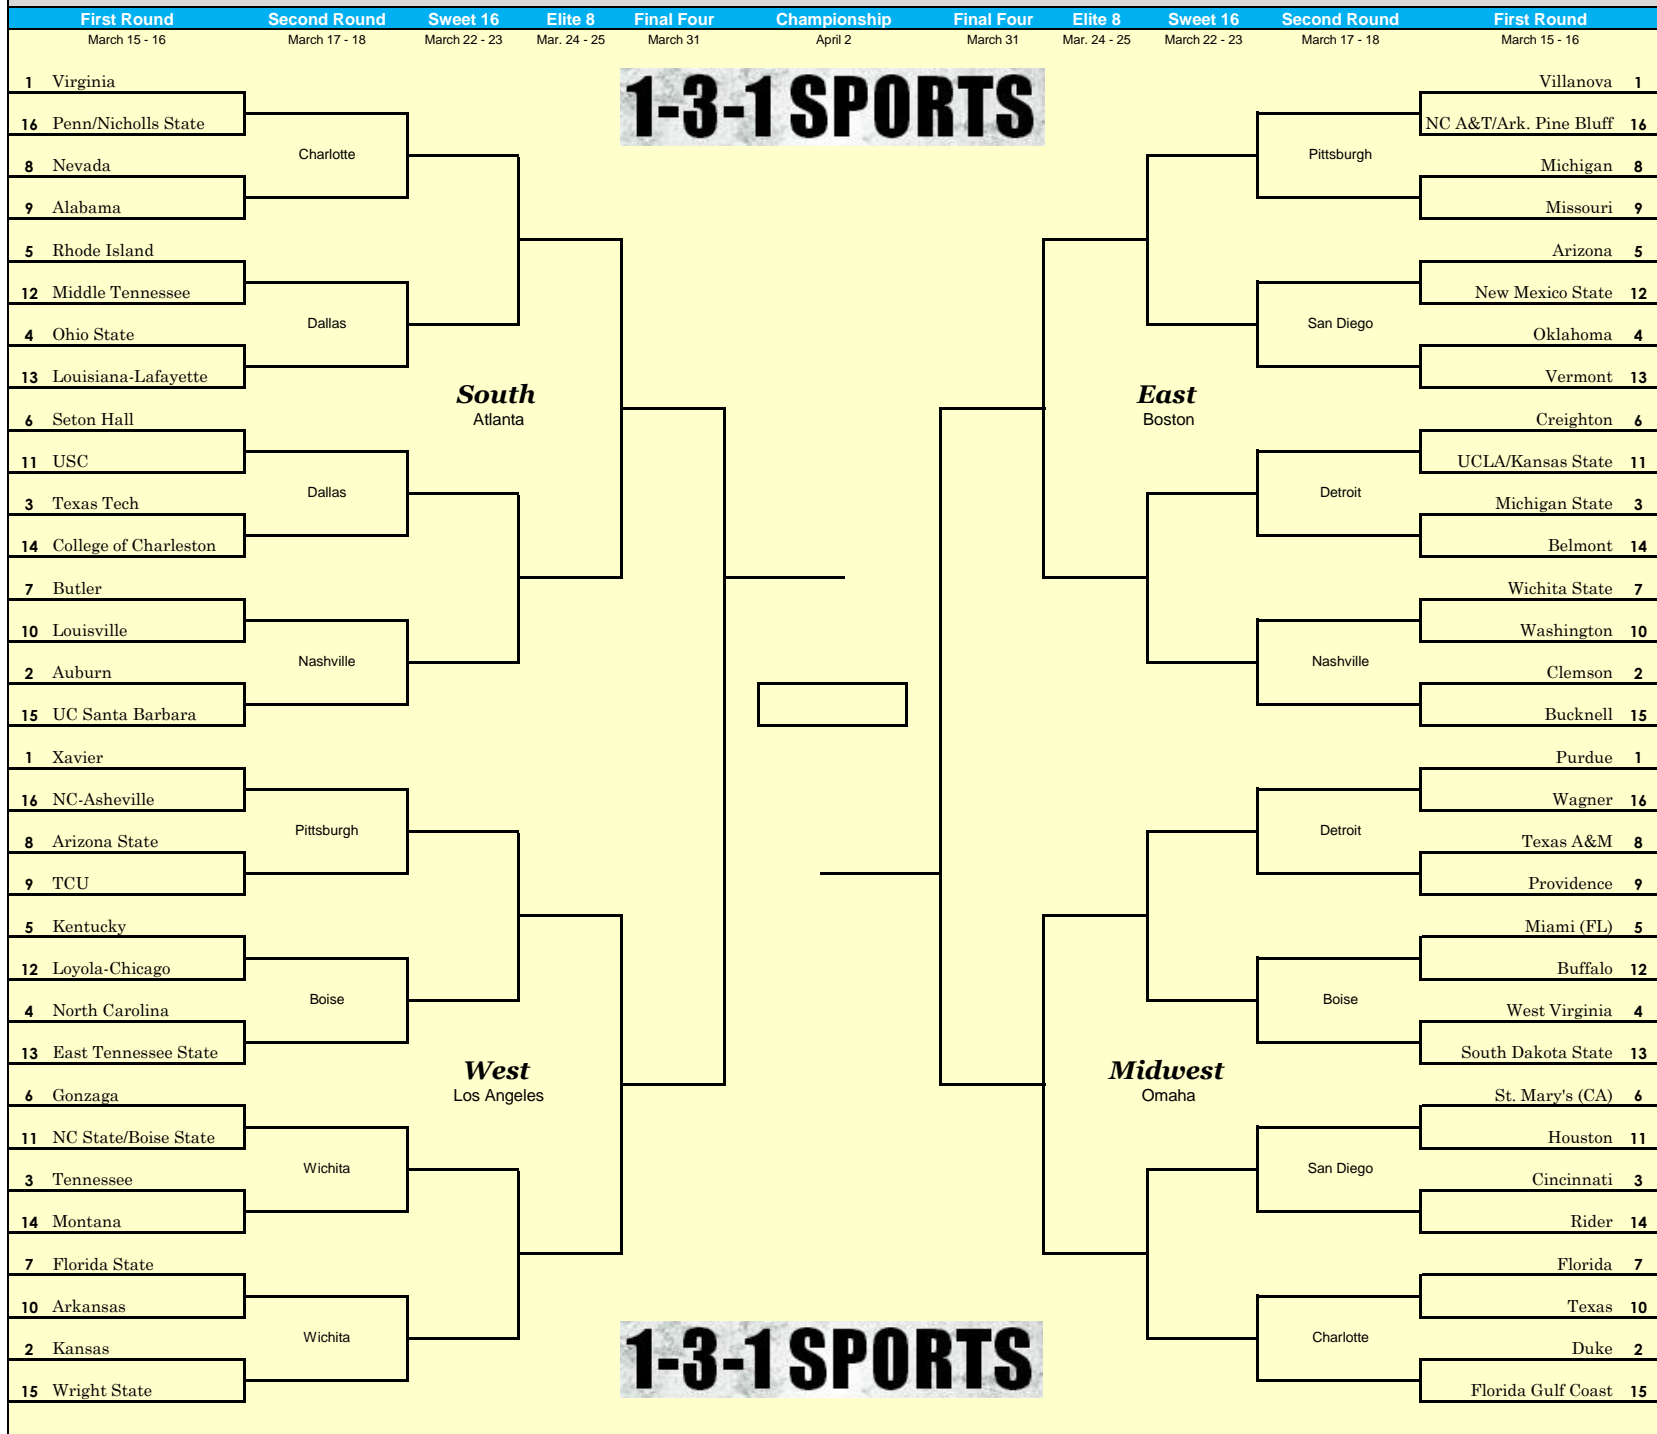 First Round Second Round Sweet 16 Elite 8 Final Four Championship Final Four Elite 8 Sweet 16 Second Round First Round
March 15 - 16 March 17 - 18 March 22 - 23 Mar. 24 - 25 March 31 April 2 March 31 Mar. 24 - 25 March 22 - 23 March 17 - 18 March 15 - 16
1-3-1 SPORTS
1 Virginia
16 Penn/Nicholls State
Charlotte
8 Nevada
9 Alabama
5 Rhode Island
12 Middle Tennessee
Dallas
4 Ohio State
13 Louisiana-Lafayette
South
Atlanta
6 Seton Hall
11 USC
Dallas
3 Texas Tech
14 College of Charleston
7 Butler
10 Louisville
Nashville
2 Auburn
15 UC Santa Barbara
1 Xavier
16 NC-Asheville
Pittsburgh
8 Arizona State
9 TCU
5 Kentucky
12 Loyola-Chicago
Boise
4 North Carolina
13 East Tennessee State
West
Los Angeles
6 Gonzaga
11 NC State/Boise State
Wichita
3 Tennessee
14 Montana
7 Florida State
10 Arkansas
Wichita
2 Kansas
15 Wright State
Villanova 1
NC A&T/Ark. Pine Bluff 16
Pittsburgh
Michigan 8
Missouri 9
Arizona 5
New Mexico State 12
San Diego
Oklahoma 4
Vermont 13
East
Boston
Creighton 6
UCLA/Kansas State 11
Detroit
Michigan State 3
Belmont 14
Wichita State 7
Washington 10
Nashville
Clemson 2
Bucknell 15
Purdue 1
Wagner 16
Detroit
Texas A&M 8
Providence 9
Miami (FL) 5
Buffalo 12
Boise
West Virginia 4
South Dakota State 13
Midwest
Omaha
St. Mary's (CA) 6
Houston 11
San Diego
Cincinnati 3
Rider 14
Florida 7
Texas 10
Charlotte
Duke 2
Florida Gulf Coast 15
1-3-1 SPORTS